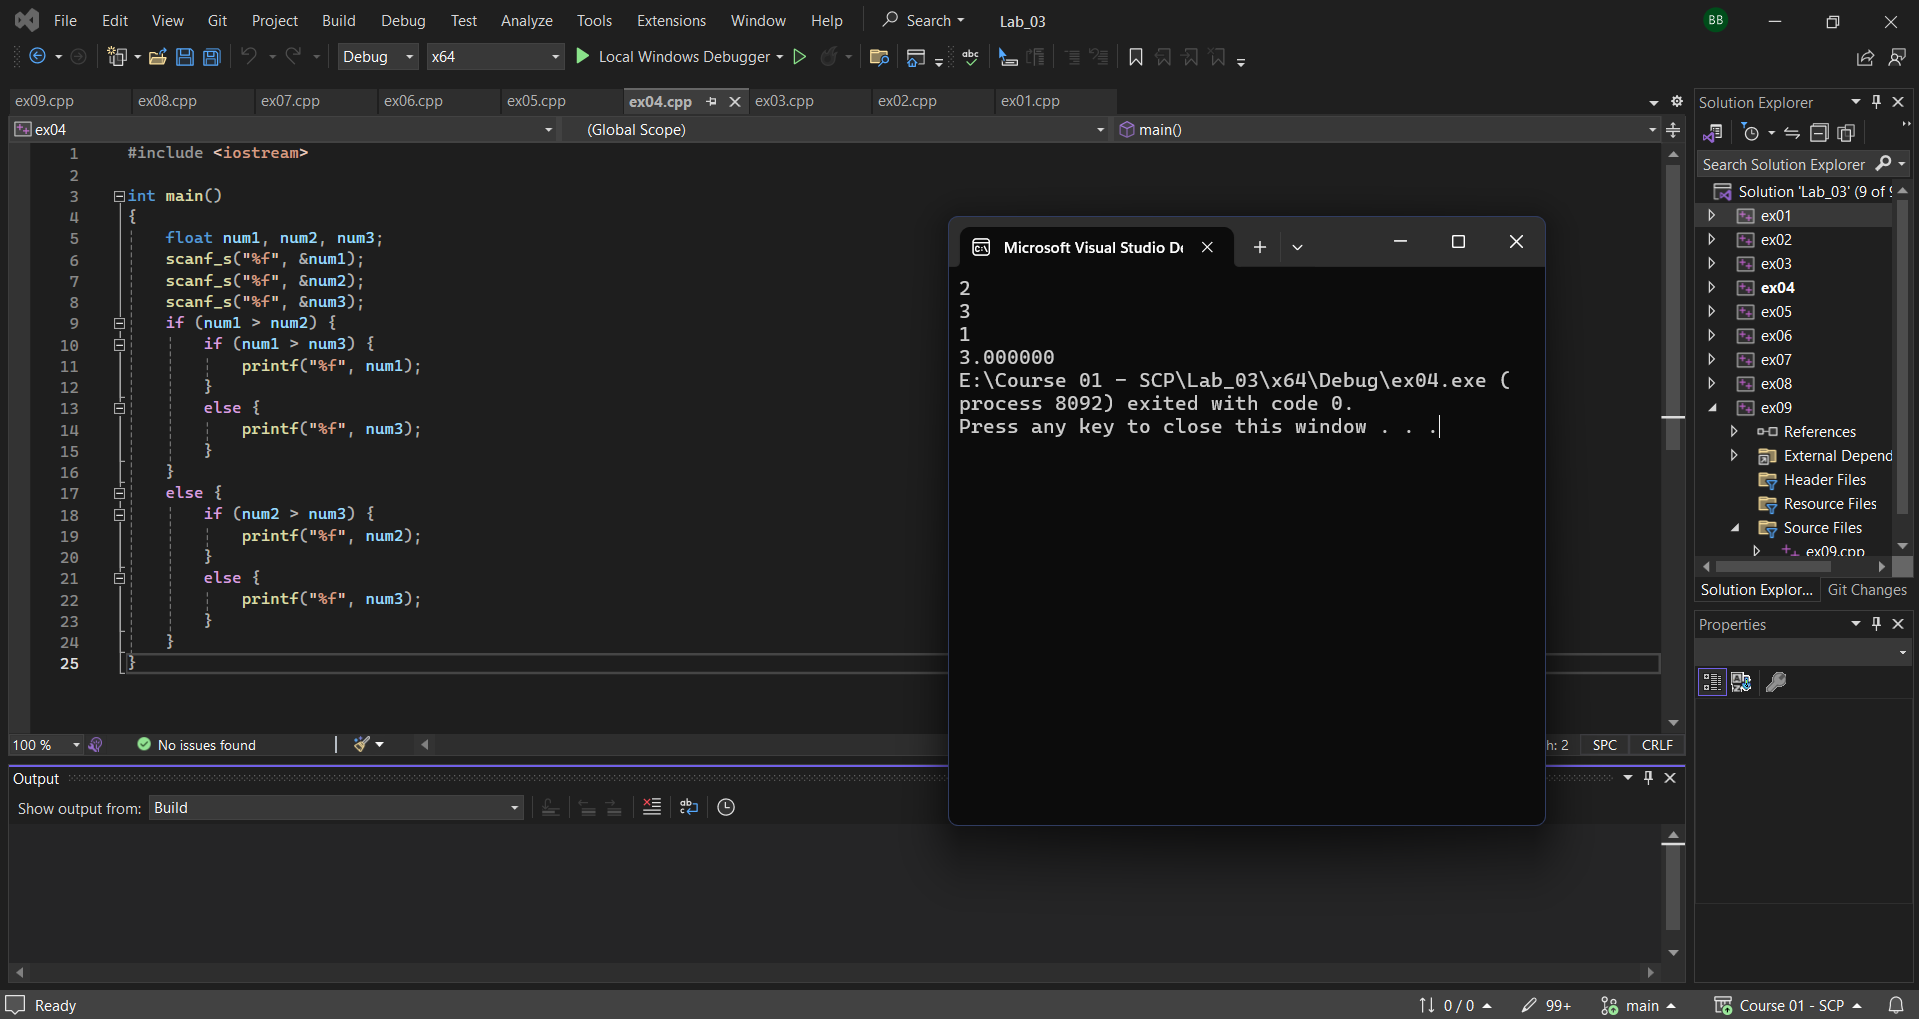 File Edit View Git Project Build Debug Test Analyze Tools Extensions Window Help Search Lab_03 BB
Debug x64 Local Windows Debugger
ex09.cpp ex08.cpp ex07.cpp ex06.cpp ex05.cpp ex04.cpp ex03.cpp ex02.cpp ex01.cpp
ex04 (Global Scope) main()
1 #include <iostream>
2
3 int main()
4 {
5 float num1, num2, num3;
6 scanf_s("%f", &num1);
7 scanf_s("%f", &num2);
8 scanf_s("%f", &num3);
9 if (num1 > num2) {
10 if (num1 > num3) {
11 printf("%f", num1);
12 }
13 else {
14 printf("%f", num3);
15 }
16 }
17 else {
18 if (num2 > num3) {
19 printf("%f", num2);
20 }
21 else {
22 printf("%f", num3);
23 }
24 }
25 }
100 % No issues found
h: 2 SPC CRLF
Microsoft Visual Studio De
2
3
1
3.000000
E:\Course 01 - SCP\Lab_03\x64\Debug\ex04.exe (
process 8092) exited with code 0.
Press any key to close this window . . .
Output
Show output from: Build
Solution Explorer
Search Solution Explorer
Solution 'Lab_03' (9 of 9
ex01
ex02
ex03
ex04
ex05
ex06
ex07
ex08
ex09
References
External Depend
Header Files
Resource Files
Source Files
ex09.cpp
Solution Explor... Git Changes
Properties
Ready 0 / 0 99+ main Course 01 - SCP